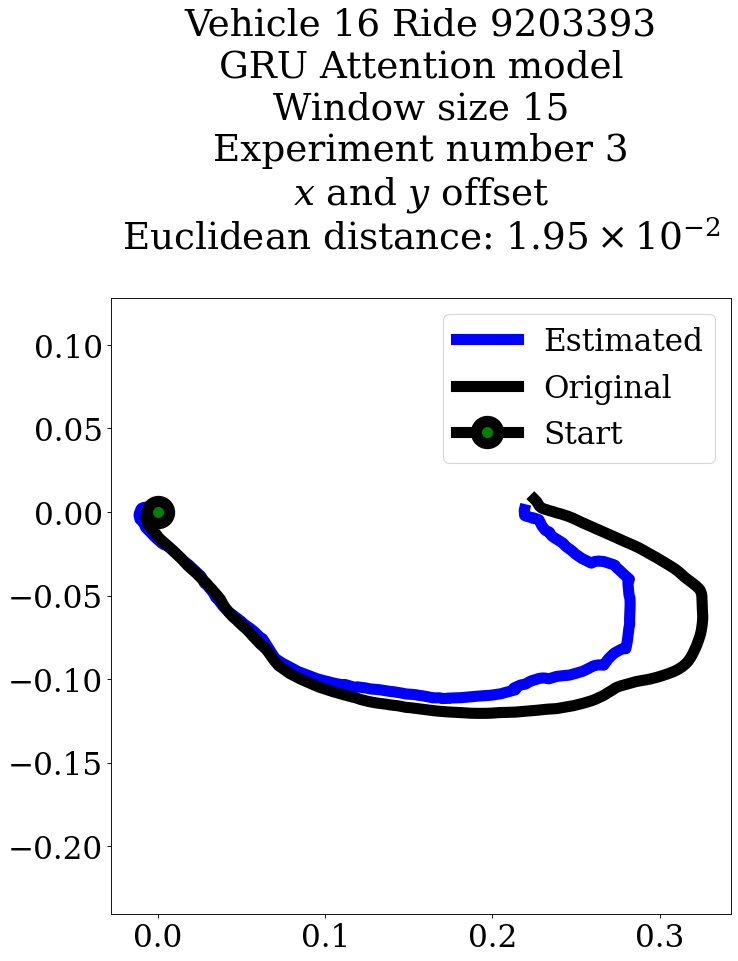 Vehicle 16 Ride 9203393
GRU Attention model
Window size 15
Experiment number 3
x and y offset
Euclidean distance: 1.95 × 10⁻²
Estimated
Original
Start
0.10
0.05
0.00
−0.05
−0.10
−0.15
−0.20
0.0 0.1 0.2 0.3